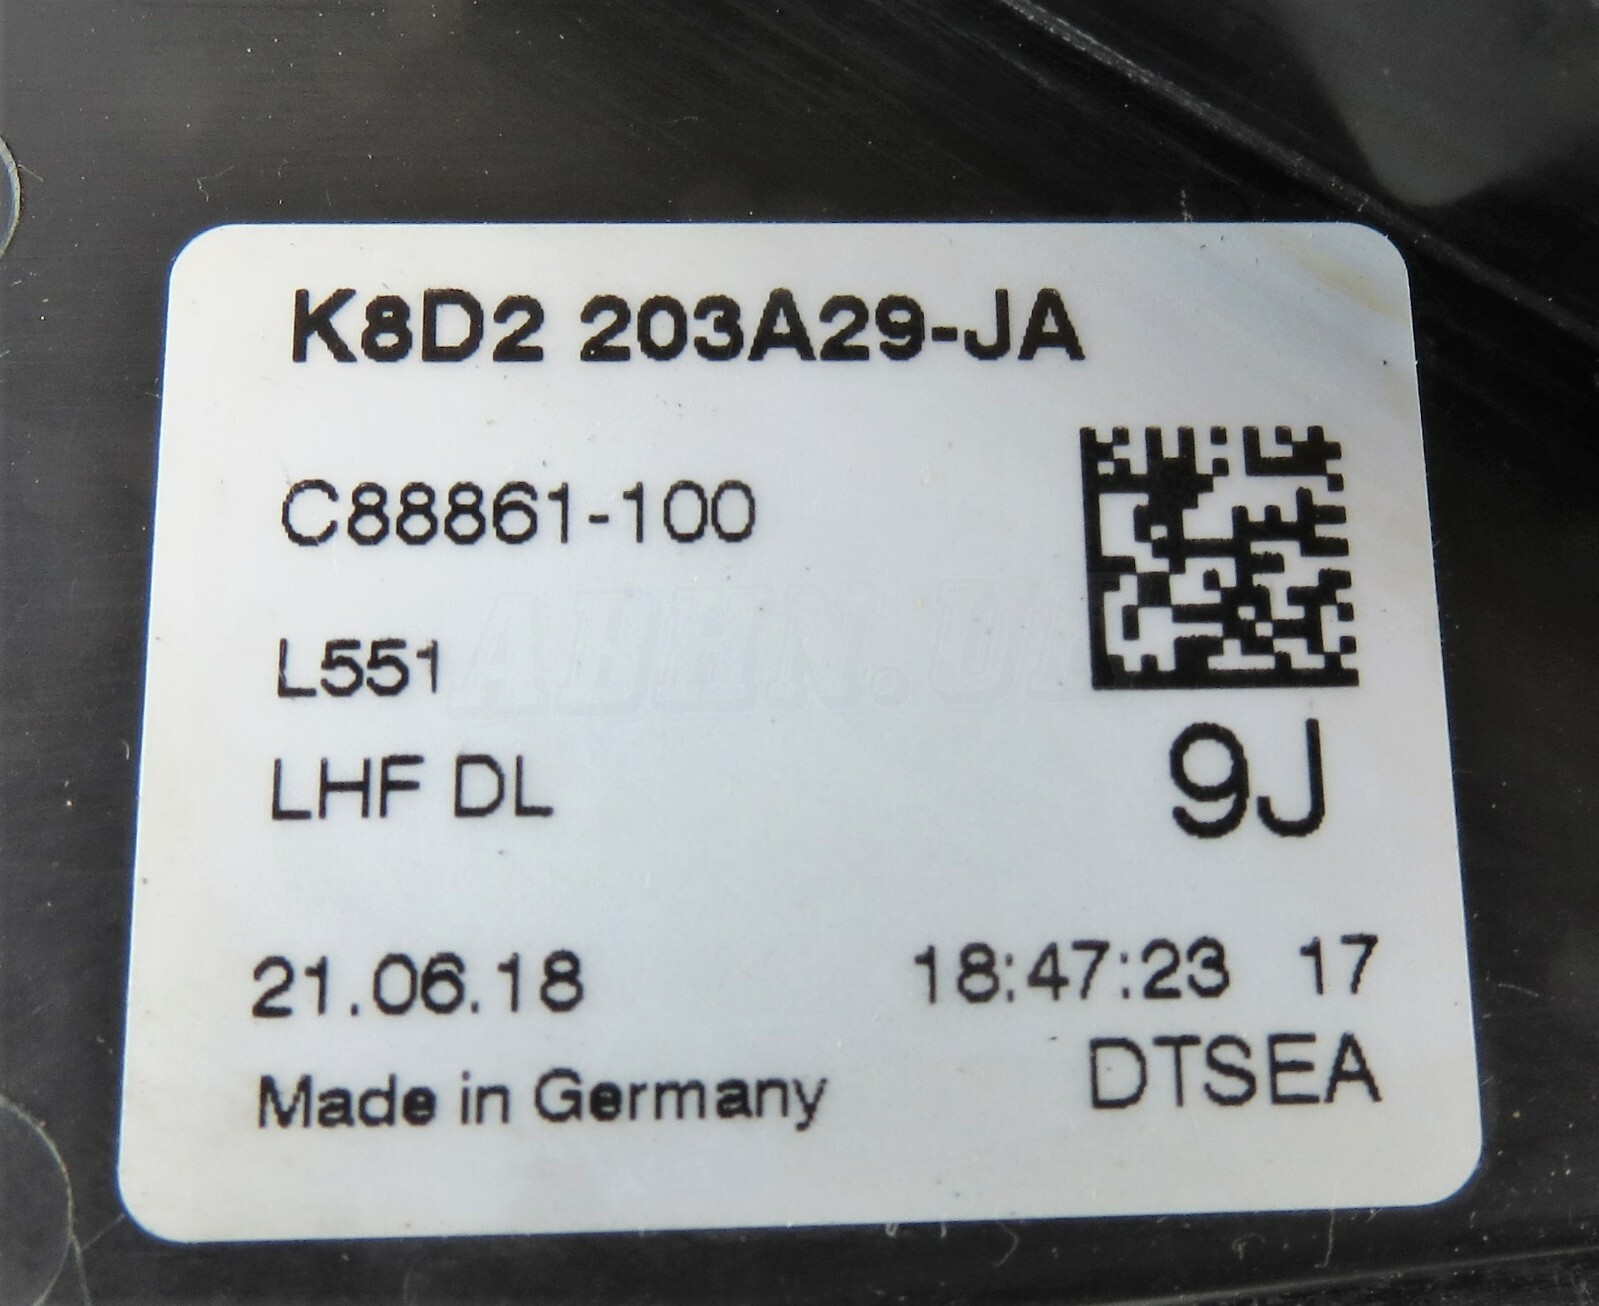 K8D2 203A29-JA
C88861-100
L551
LHF DL
9J
21.06.18 18:47:23 17
Made in Germany DTSEA